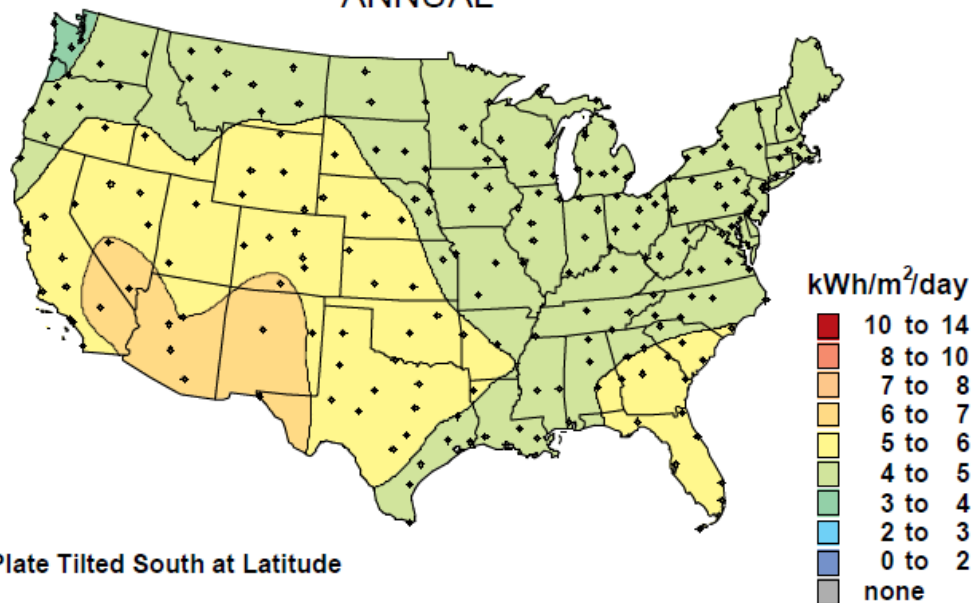 ANNUAL
kWh/m²/day
10 to 14
8 to 10
7 to 8
6 to 7
5 to 6
4 to 5
3 to 4
2 to 3
0 to 2
none
Plate Tilted South at Latitude